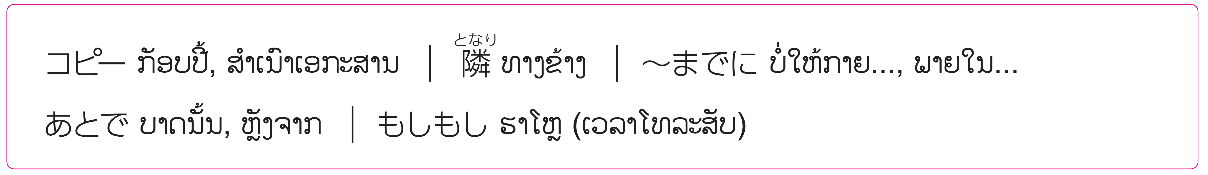 コピー ກັອບປີ້, ສຳເນົາເອກະສານ | 隣（となり） ທາງຂ້າງ | ～までに ບໍ່ໃຫ້ກາຍ..., ພາຍໃນ...
あとで ບາດນັ້ນ, ຫຼັງຈາກ | もしもし ຮາໂຫຼ (ເວລາໂທລະສັບ)